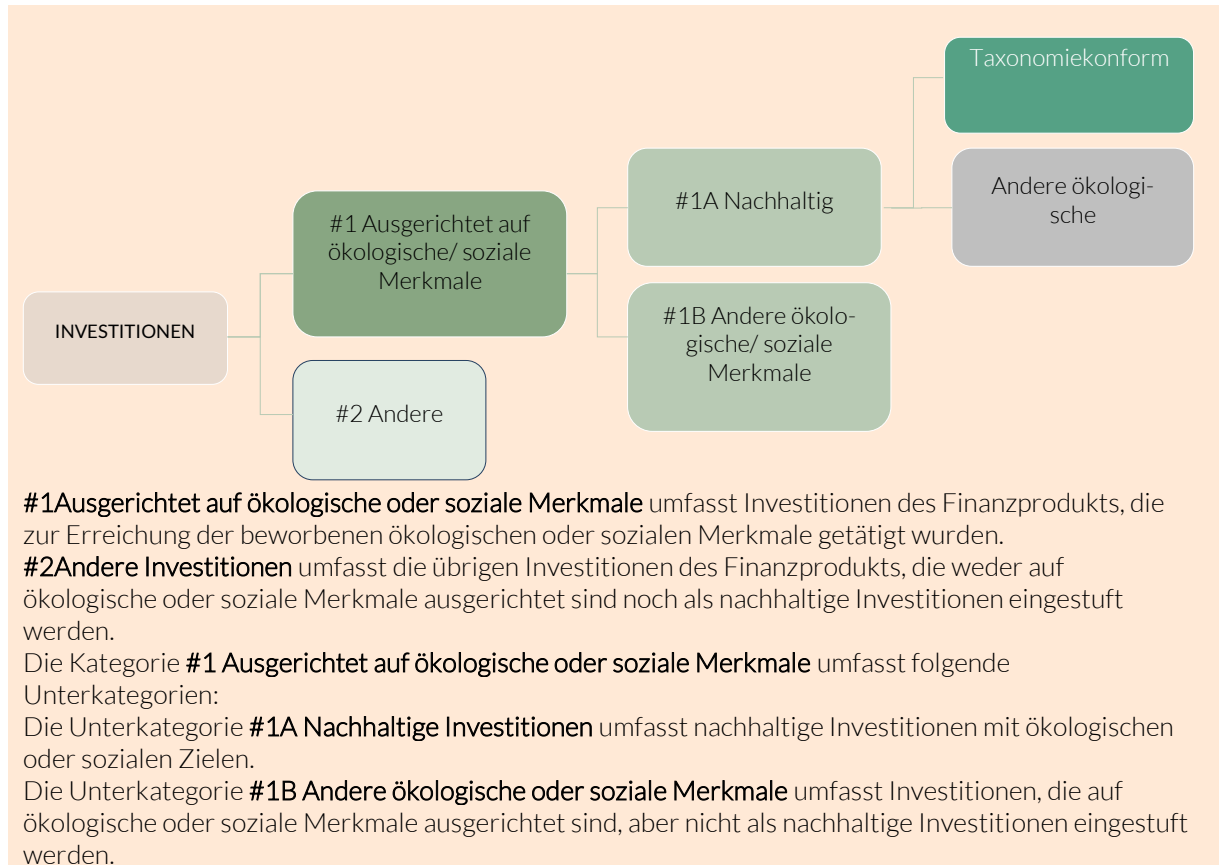 Taxonomiekonform
Andere ökologi-
sche
#1A Nachhaltig
#1 Ausgerichtet auf
ökologische/ soziale
Merkmale
#1B Andere ökolo-
gische/ soziale
Merkmale
INVESTITIONEN
#2 Andere
#1Ausgerichtet auf ökologische oder soziale Merkmale umfasst Investitionen des Finanzprodukts, die
zur Erreichung der beworbenen ökologischen oder sozialen Merkmale getätigt wurden.
#2Andere Investitionen umfasst die übrigen Investitionen des Finanzprodukts, die weder auf
ökologische oder soziale Merkmale ausgerichtet sind noch als nachhaltige Investitionen eingestuft
werden.
Die Kategorie #1 Ausgerichtet auf ökologische oder soziale Merkmale umfasst folgende
Unterkategorien:
Die Unterkategorie #1A Nachhaltige Investitionen umfasst nachhaltige Investitionen mit ökologischen
oder sozialen Zielen.
Die Unterkategorie #1B Andere ökologische oder soziale Merkmale umfasst Investitionen, die auf
ökologische oder soziale Merkmale ausgerichtet sind, aber nicht als nachhaltige Investitionen eingestuft
werden.